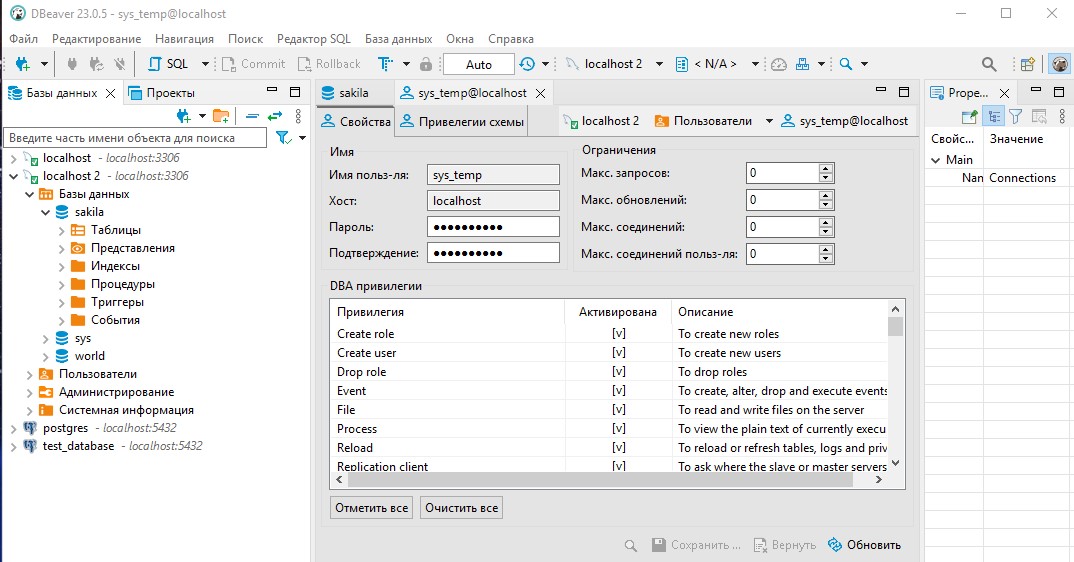 DBeaver 23.0.5 - sys_temp@localhost
Файл Редактирование Навигация Поиск Редактор SQL База данных Окна Справка
SQL Commit Rollback Auto localhost 2 < N/A >
Базы данных Проекты
Введите часть имени объекта для поиска
localhost - localhost:3306
localhost 2 - localhost:3306
Базы данных
sakila
Таблицы
Представления
Индексы
Процедуры
Триггеры
События
sys
world
Пользователи
Администрирование
Системная информация
postgres - localhost:5432
test_database - localhost:5432
sakila sys_temp@localhost
Свойства Привелегии схемы localhost 2 Пользователи sys_temp@localhost
Имя
Имя польз-ля: sys_temp
Хост: localhost
Пароль: ●●●●●●●●●●
Подтверждение: ●●●●●●●●●●
Ограничения
Макс. запросов: 0
Макс. обновлений: 0
Макс. соединений: 0
Макс. соединений польз-ля: 0
DBA привилегии
Привилегия Активирована Описание
Create role [v] To create new roles
Create user [v] To create new users
Drop role [v] To drop roles
Event [v] To create, alter, drop and execute events
File [v] To read and write files on the server
Process [v] To view the plain text of currently execu
Reload [v] To reload or refresh tables, logs and priv
Replication client [v] To ask where the slave or master servers
Отметить все Очистить все
Сохранить ... Вернуть Обновить
Prope...
Свойс... Значение
Main
Nan Connections